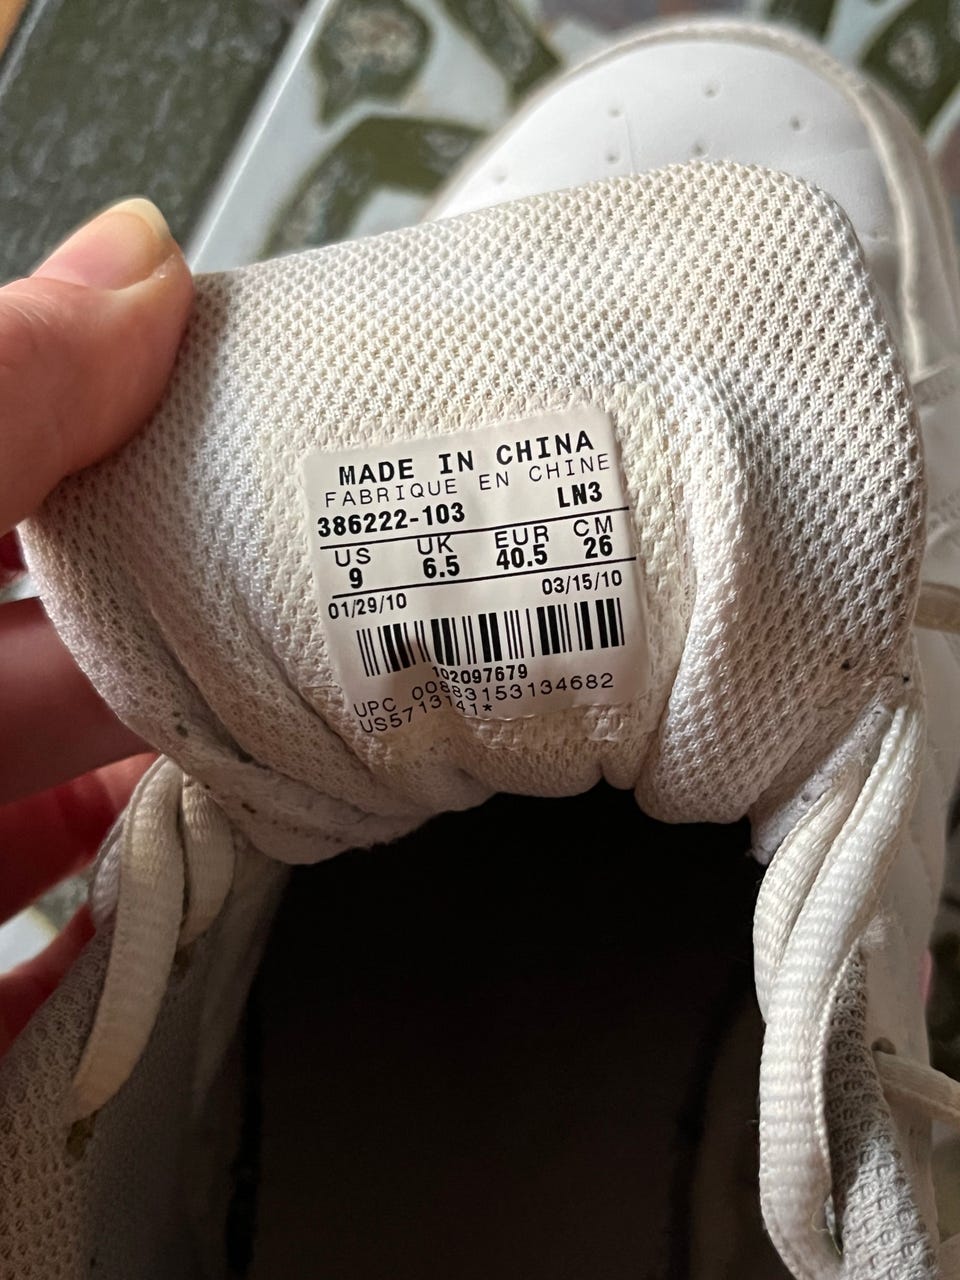 MADE IN CHINA
FABRIQUE EN CHINE
386222-103 LN3
US UK EUR CM
9 6.5 40.5 26
01/29/10 03/15/10
102097679
UPC 00883153134682
US5713141*